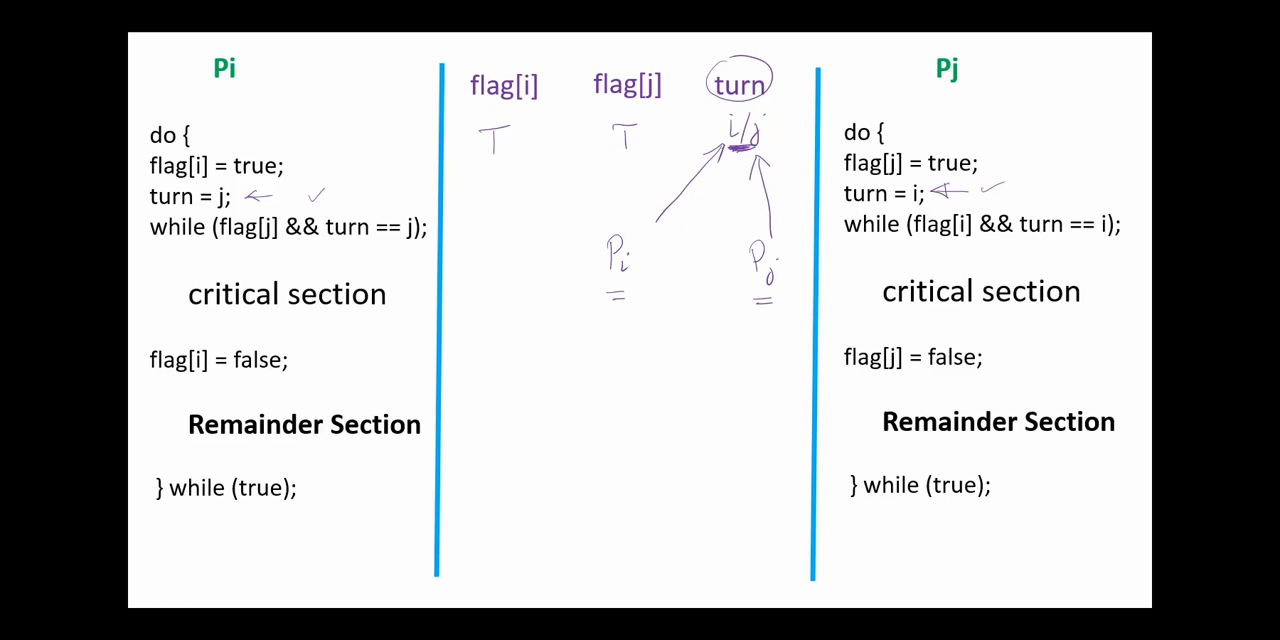 Pi
do {
flag[i] = true;
turn = j;
while (flag[j] && turn == j);
critical section
flag[i] = false;
Remainder Section
} while (true);
flag[i] flag[j] turn
T T i/j
Pi Pj
Pj
do {
flag[j] = true;
turn = i;
while (flag[i] && turn == i);
critical section
flag[j] = false;
Remainder Section
} while (true);